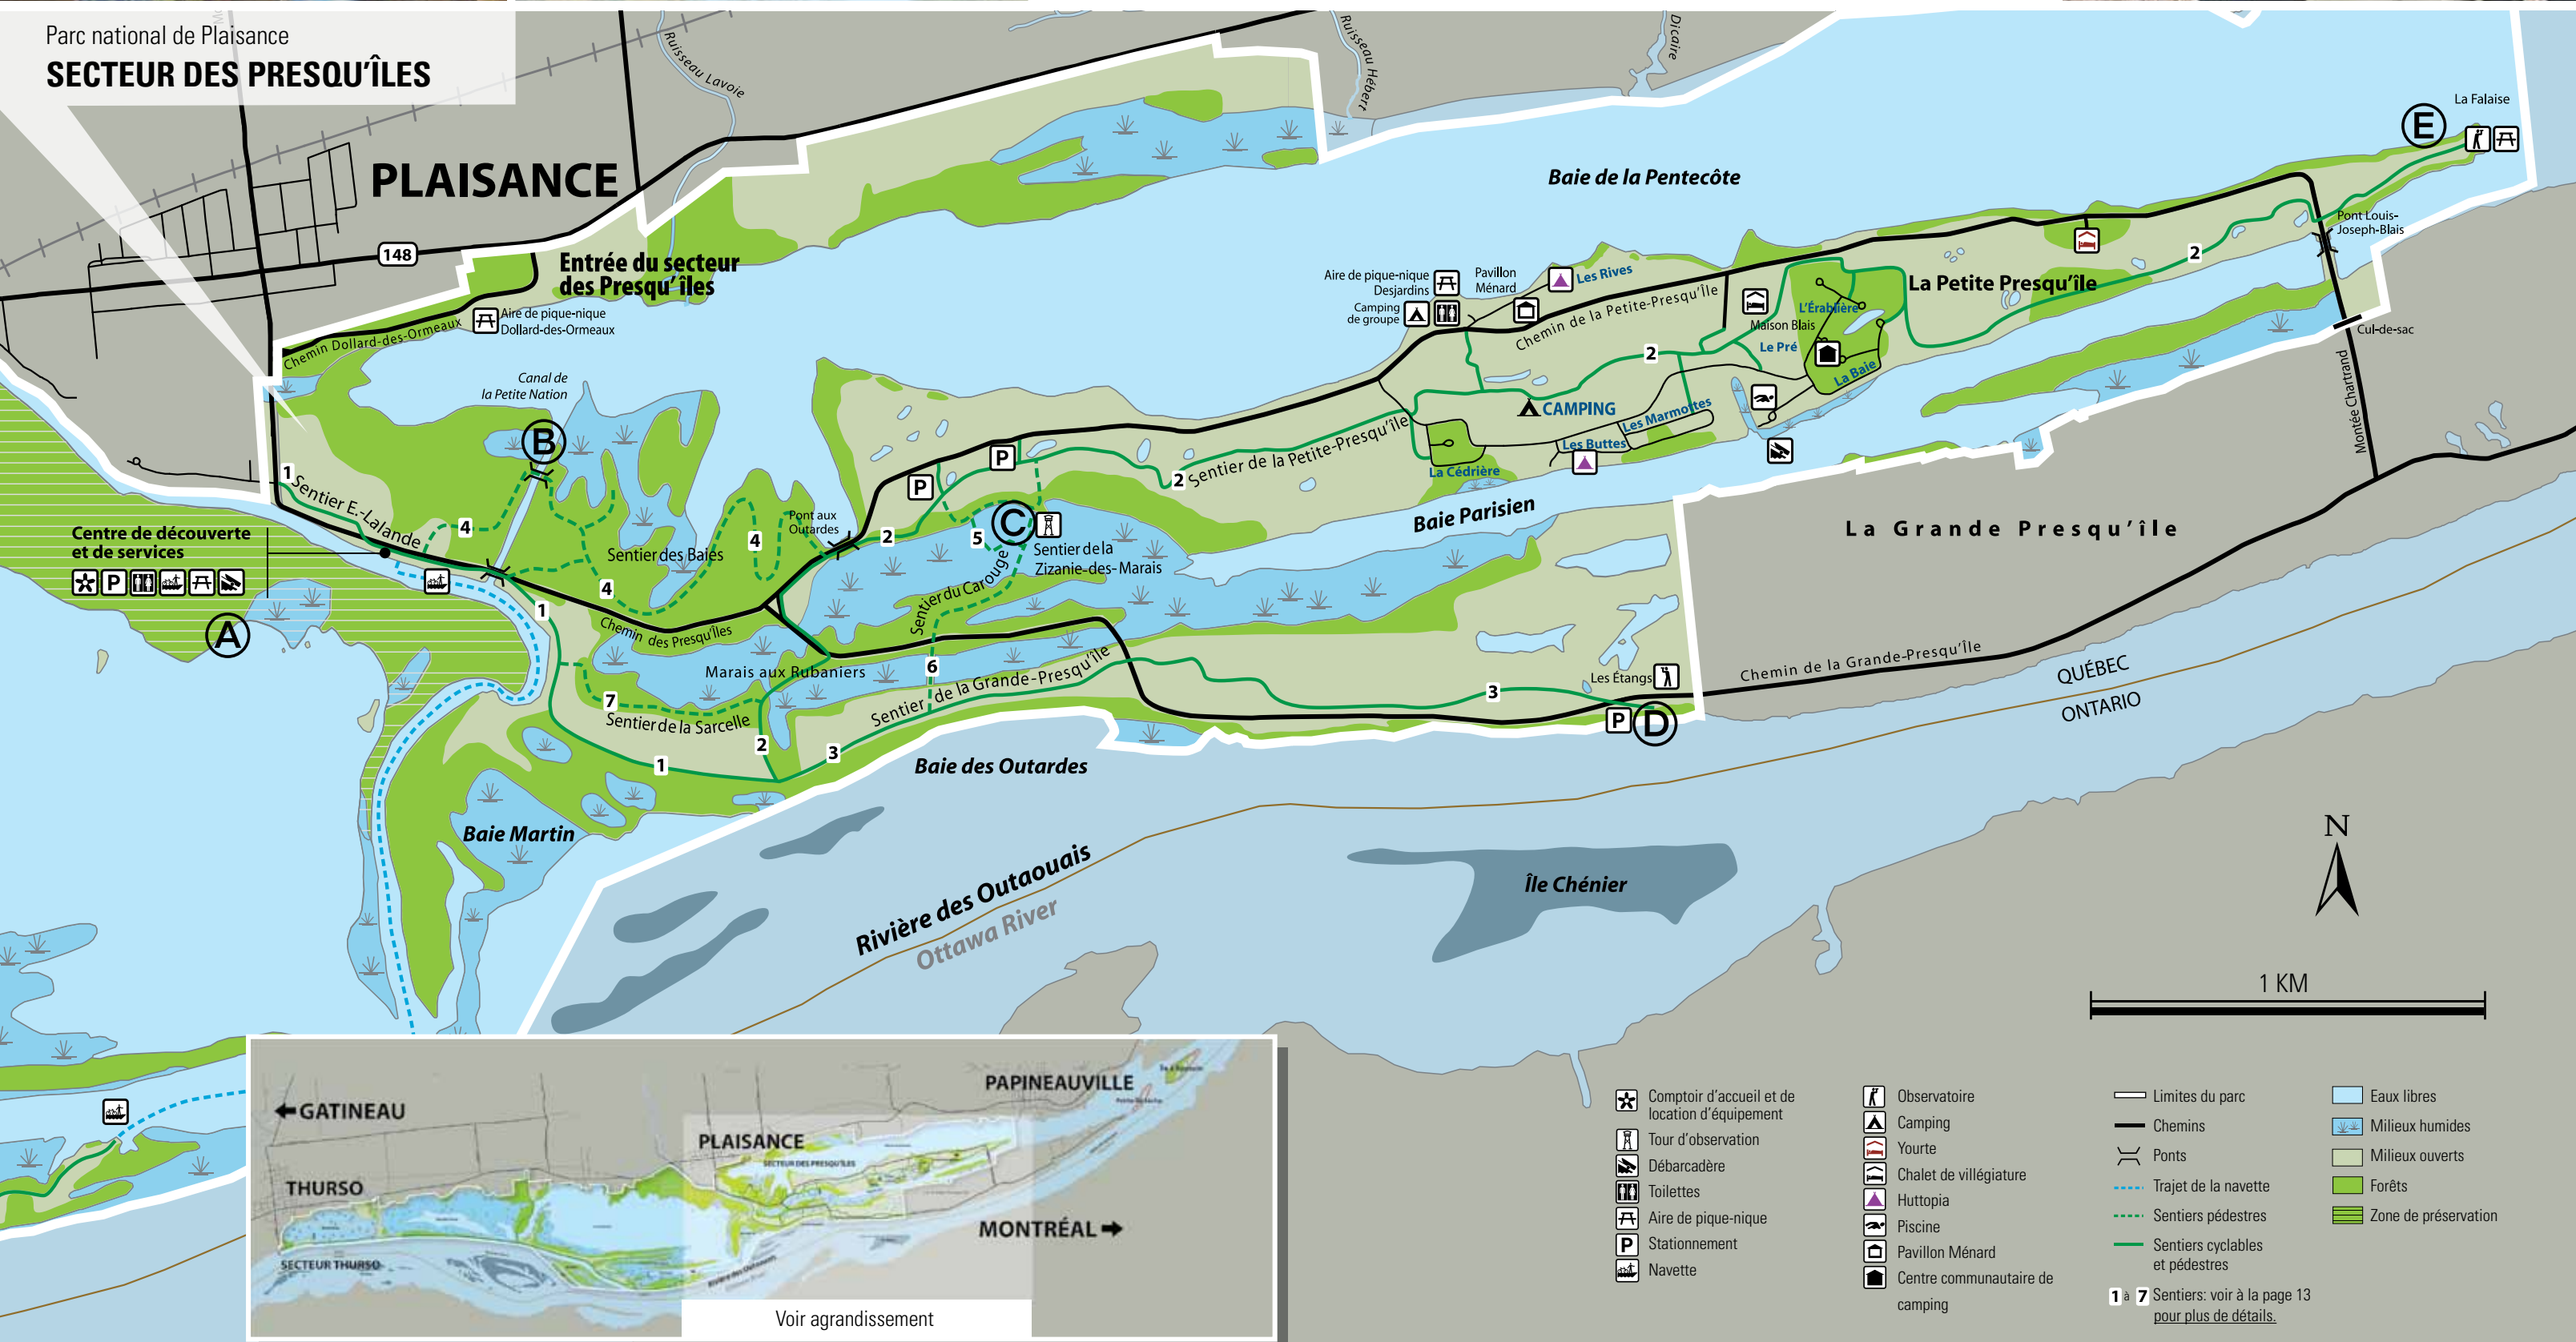 Parc national de Plaisance
SECTEUR DES PRESQU'ÎLES
Ruisseau Lavoie
Ruisseau Hébert
Dicaire
La Falaise
E
PLAISANCE
148
Entrée du secteur
des Presqu'îles
Baie de la Pentecôte
Pont Louis-
Joseph-Blais
2
Aire de pique-nique
Dollard-des-Ormeaux
Chemin Dollard-des-Ormeaux
Aire de pique-nique
Desjardins
Camping
de groupe
Pavillon
Ménard
Les Rives
Chemin de la Petite-Presqu'Île
La Petite Presqu'île
L'Érablière
Maison Blais
Le Pré
La Baie
Cul-de-sac
Montée Chartrand
Canal de
la Petite Nation
B
2
CAMPING
Les Marmottes
Les Buttes
La Cédrière
Sentier de la Petite-Presqu'île
2
P
P
1
Sentier E.-Lalande
4
Pont aux
Outardes
4
2
5
C
Sentier de la
Zizanie-des-Marais
Baie Parisien
La Grande Presqu'île
Centre de découverte
et de services
P
Sentier des Baies
4
Sentier du Carouge
A
1
Chemin des Presqu'Îles
Marais aux Rubaniers
6
Sentier de la Grande-Presqu'île
Les Étangs
Chemin de la Grande-Presqu'Île
QUÉBEC
ONTARIO
7
Sentier de la Sarcelle
3
P
D
2
3
1
Baie des Outardes
Baie Martin
Rivière des Outaouais
Ottawa River
Île Chénier
N
1 KM
GATINEAU
PAPINEAUVILLE
PLAISANCE
SECTEUR DES PRESQU'ÎLES
THURSO
MONTRÉAL
SECTEUR THURSO
Rivière des Outaouais
Voir agrandissement
Comptoir d'accueil et de
location d'équipement
Tour d'observation
Débarcadère
Toilettes
Aire de pique-nique
P Stationnement
Navette
Observatoire
Camping
Yourte
Chalet de villégiature
Huttopia
Piscine
Pavillon Ménard
Centre communautaire de
camping
Limites du parc
Chemins
Ponts
Trajet de la navette
Sentiers pédestres
Sentiers cyclables
et pédestres
1 à 7 Sentiers: voir à la page 13
pour plus de détails.
Eaux libres
Milieux humides
Milieux ouverts
Forêts
Zone de préservation